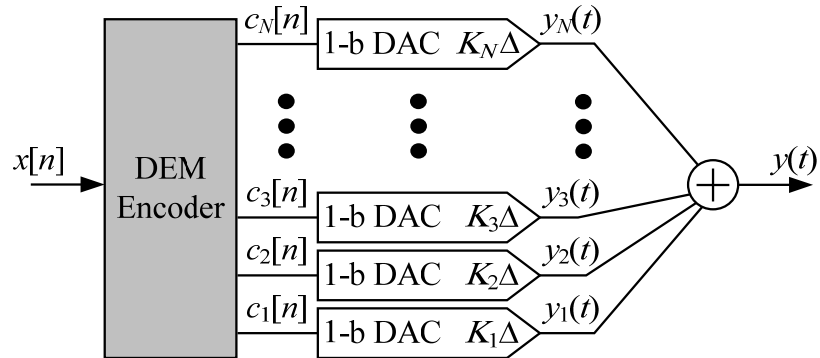 c_N[n] 1-b DAC K_NΔ y_N(t)
x[n] DEM Encoder y(t)
c_3[n] 1-b DAC K_3Δ y_3(t)
c_2[n] 1-b DAC K_2Δ y_2(t)
c_1[n] 1-b DAC K_1Δ y_1(t)